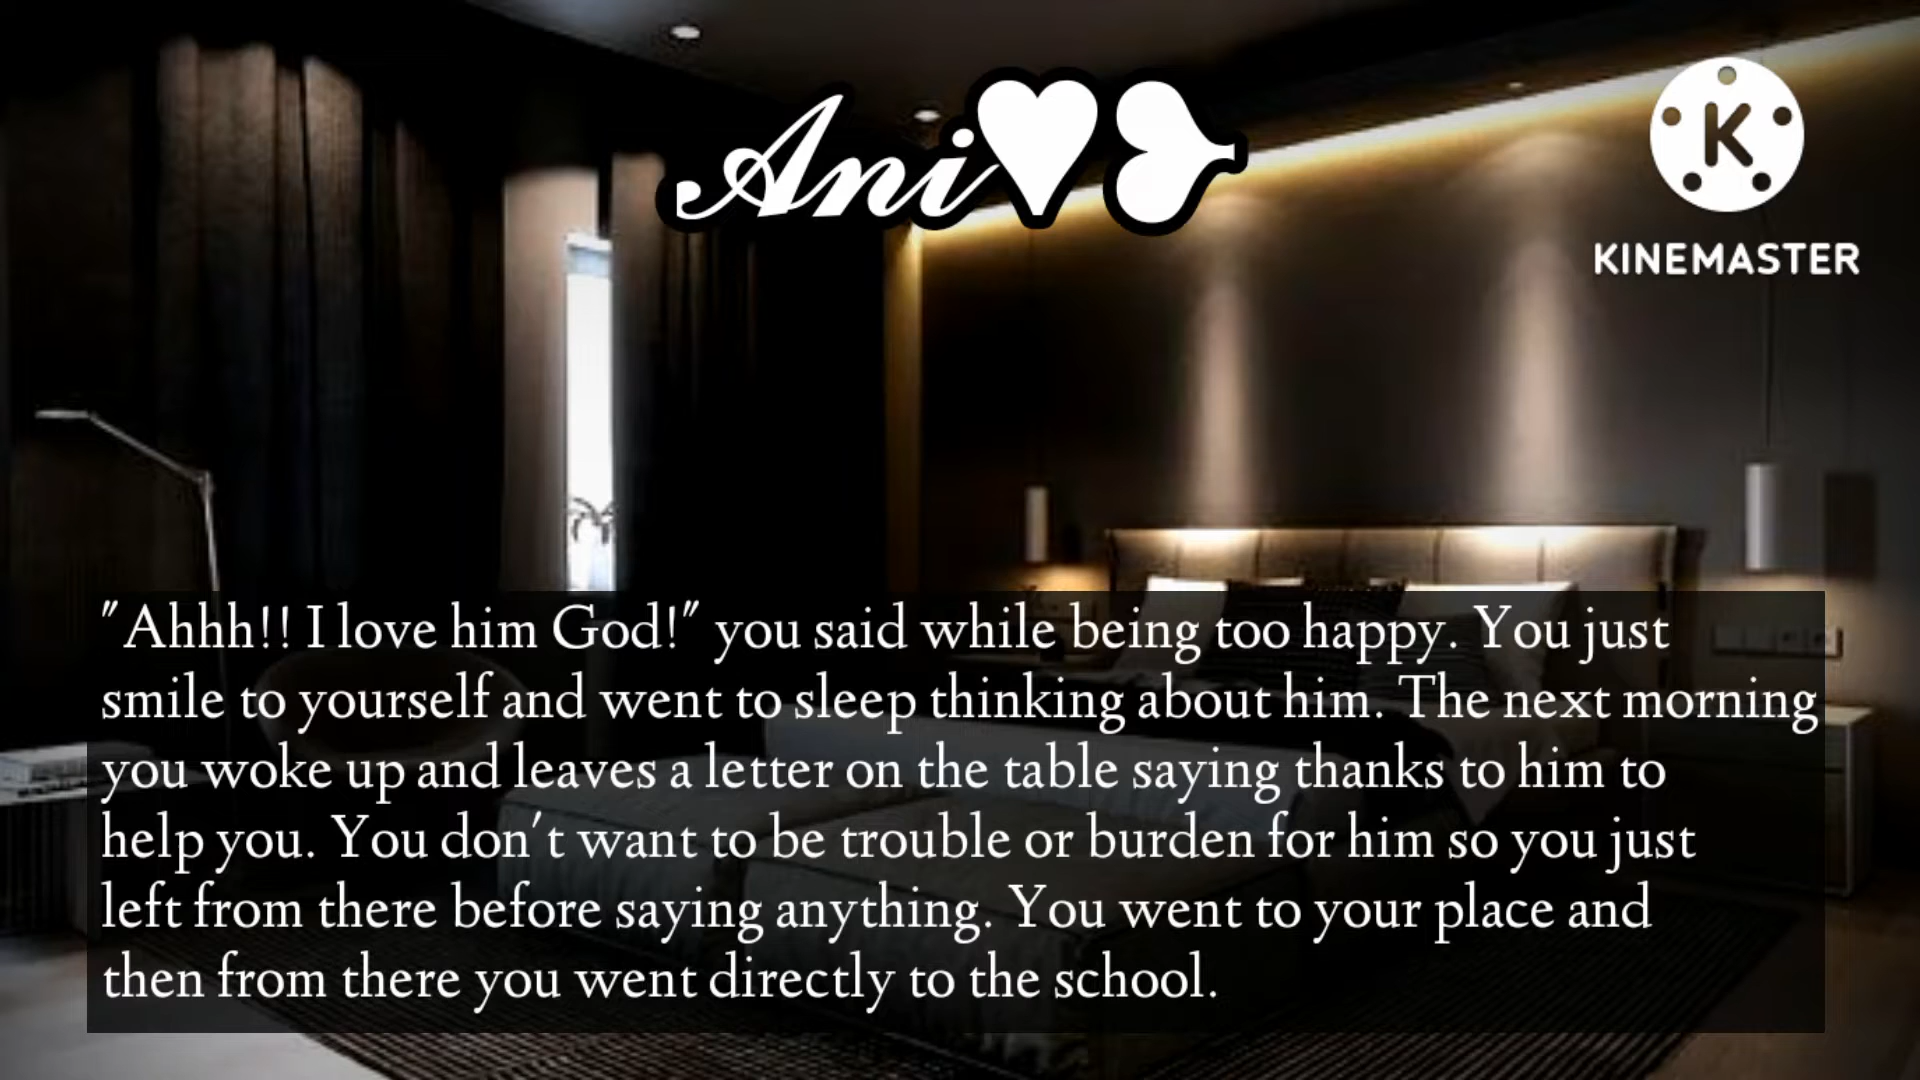 Ani♥❥
K
KINEMASTER
"Ahhh!! I love him God!" you said while being too happy. You just
smile to yourself and went to sleep thinking about him. The next morning
you woke up and leaves a letter on the table saying thanks to him to
help you. You don't want to be trouble or burden for him so you just
left from there before saying anything. You went to your place and
then from there you went directly to the school.